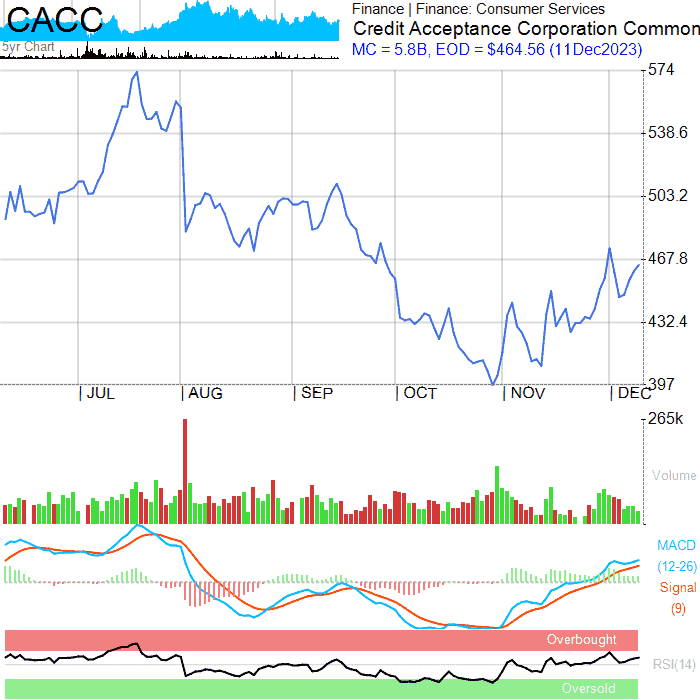 CACC
5yr Chart
Finance | Finance: Consumer Services
Credit Acceptance Corporation Common
MC = 5.8B, EOD = $464.56 (11Dec2023)
574
538.6
503.2
467.8
432.4
397
| JUL | AUG | SEP | OCT | NOV | DEC
265k
Volume
MACD
(12-26)
Signal
(9)
Overbought
RSI(14)
Oversold